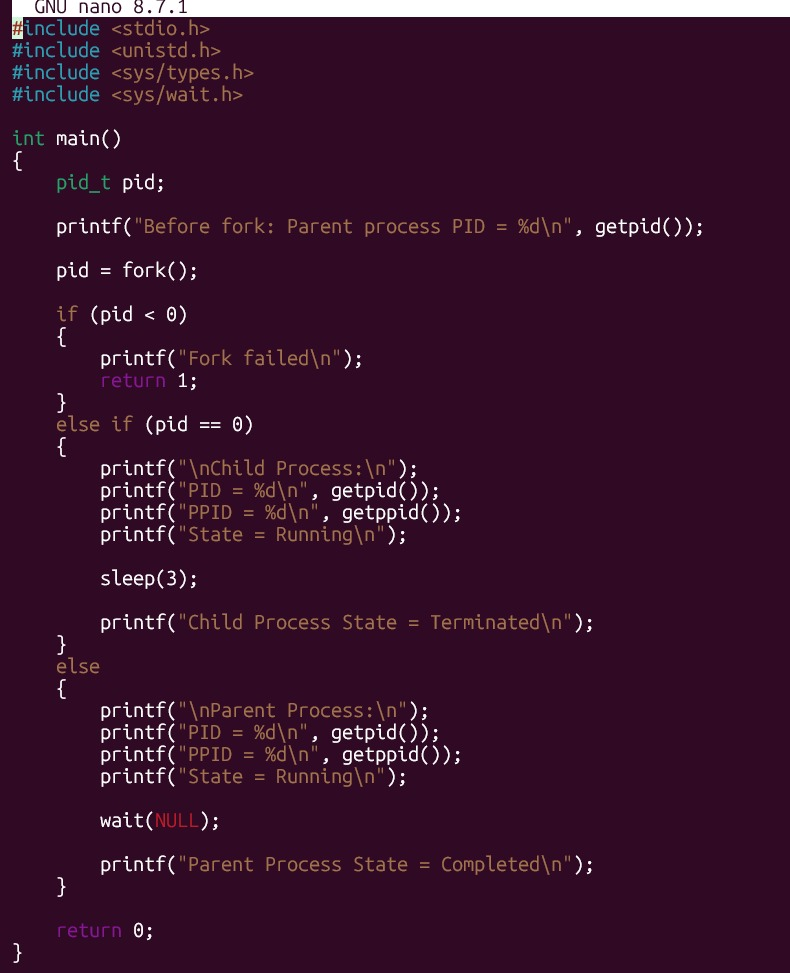 GNU nano 8.7.1
#include <stdio.h>
#include <unistd.h>
#include <sys/types.h>
#include <sys/wait.h>

int main()
{
    pid_t pid;

    printf("Before fork: Parent process PID = %d\n", getpid());

    pid = fork();

    if (pid < 0)
    {
        printf("Fork failed\n");
        return 1;
    }
    else if (pid == 0)
    {
        printf("\nChild Process:\n");
        printf("PID = %d\n", getpid());
        printf("PPID = %d\n", getppid());
        printf("State = Running\n");

        sleep(3);

        printf("Child Process State = Terminated\n");
    }
    else
    {
        printf("\nParent Process:\n");
        printf("PID = %d\n", getpid());
        printf("PPID = %d\n", getppid());
        printf("State = Running\n");

        wait(NULL);

        printf("Parent Process State = Completed\n");
    }

    return 0;
}